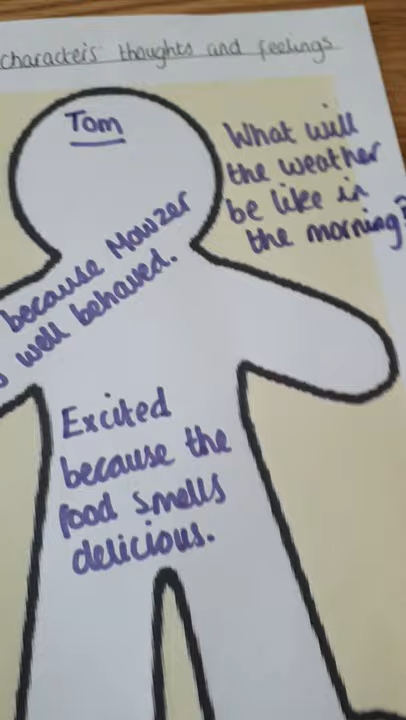 characters thoughts and feelings
Tom
What will
the weather
be like in
the morning?
because Mowzer
well behaved.
Excited
because the
food smells
delicious.